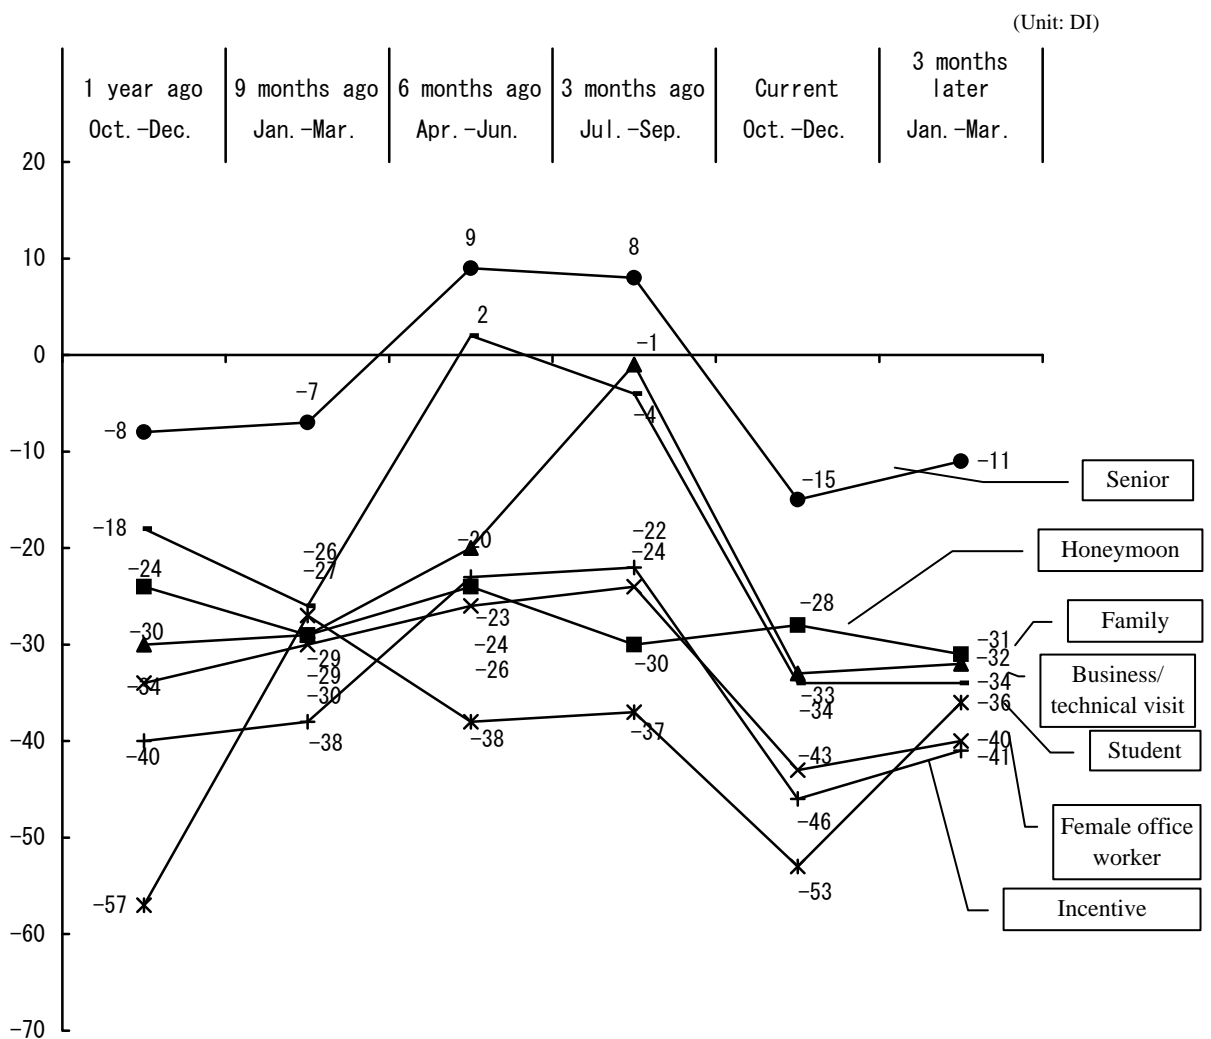 (Unit: DI)
1 year ago
9 months ago
6 months ago
3 months ago
Current
3 months
later
Oct.-Dec.
Jan.-Mar.
Apr.-Jun.
Jul.-Sep.
Oct.-Dec.
Jan.-Mar.
20
10
0
-10
-20
-30
-40
-50
-60
-70
-8
-18
-24
-30
-34
-40
-57
-7
-26
-27
-29
-29
-30
-38
9
2
-20
-23
-24
-26
-38
8
-1
-4
-22
-24
-30
-37
-15
-28
-33
-34
-43
-46
-53
-11
-31
-32
-34
-36
-40
-41
Senior
Honeymoon
Family
Business/
technical visit
Student
Female office
worker
Incentive